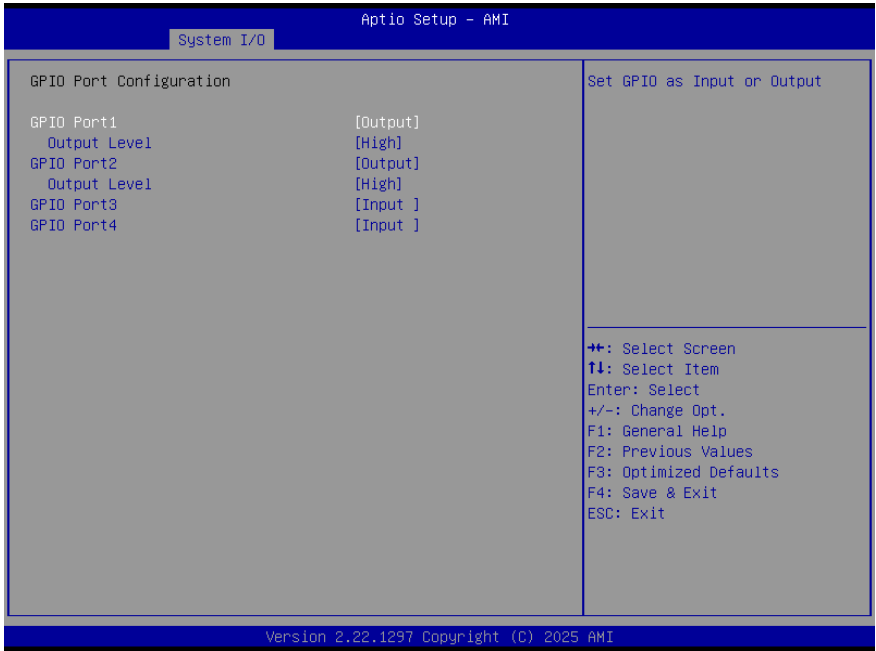 Aptio Setup – AMI
System I/O
GPIO Port Configuration
GPIO Port1 [Output]
Output Level [High]
GPIO Port2 [Output]
Output Level [High]
GPIO Port3 [Input ]
GPIO Port4 [Input ]
Set GPIO as Input or Output
→←: Select Screen
↑↓: Select Item
Enter: Select
+/-: Change Opt.
F1: General Help
F2: Previous Values
F3: Optimized Defaults
F4: Save & Exit
ESC: Exit
Version 2.22.1297 Copyright (C) 2025 AMI